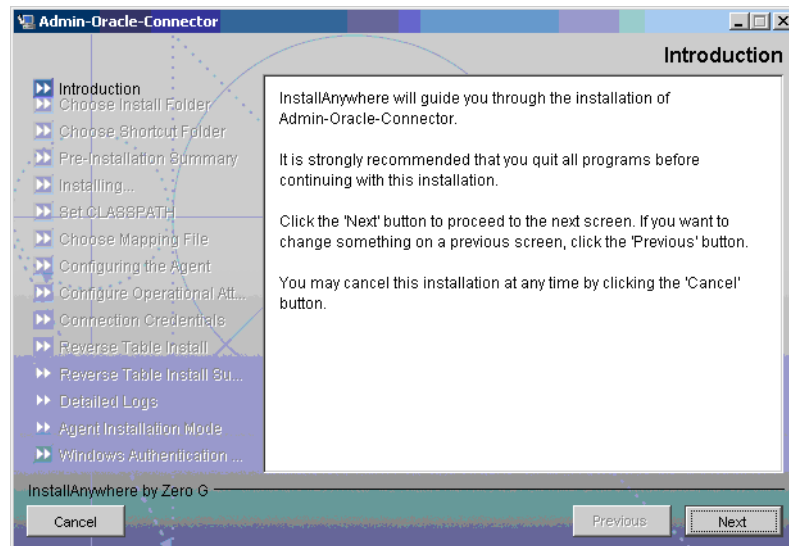 Admin-Oracle-Connector
Introduction
Introduction
Choose Install Folder
Choose Shortcut Folder
Pre-Installation Summary
Installing...
Set CLASSPATH
Choose Mapping File
Configuring the Agent
Configure Operational Att...
Connection Credentials
Reverse Table Install
Reverse Table Install Su...
Detailed Logs
Agent Installation Mode
Windows Authentication ...
InstallAnywhere will guide you through the installation of
Admin-Oracle-Connector.
It is strongly recommended that you quit all programs before
continuing with this installation.
Click the 'Next' button to proceed to the next screen. If you want to
change something on a previous screen, click the 'Previous' button.
You may cancel this installation at any time by clicking the 'Cancel'
button.
InstallAnywhere by Zero G
Cancel
Previous
Next